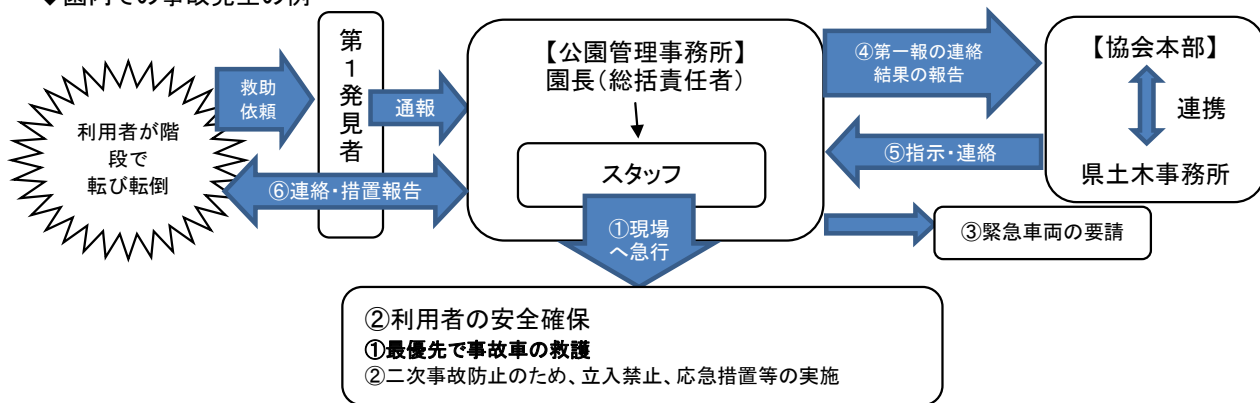 ◆園内での事故発生の例
利用者が階
段で
転び転倒
救助
依頼
第1発見者
通報
⑥連絡・措置報告
【公園管理事務所】
園長(総括責任者)
スタッフ
①現場
へ急行
④第一報の連絡
結果の報告
⑤指示・連絡
【協会本部】
連携
県土木事務所
③緊急車両の要請
②利用者の安全確保
①最優先で事故車の救護
②二次事故防止のため、立入禁止、応急措置等の実施